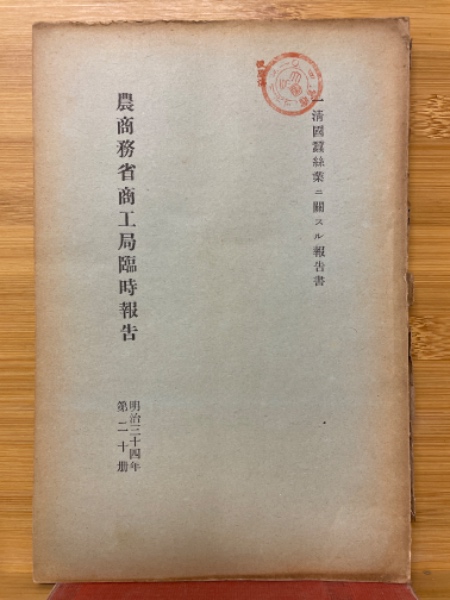 一清國蠶絲業ニ關スル報告書
農商務省商工局臨時報告
明治三十四年
第二十册